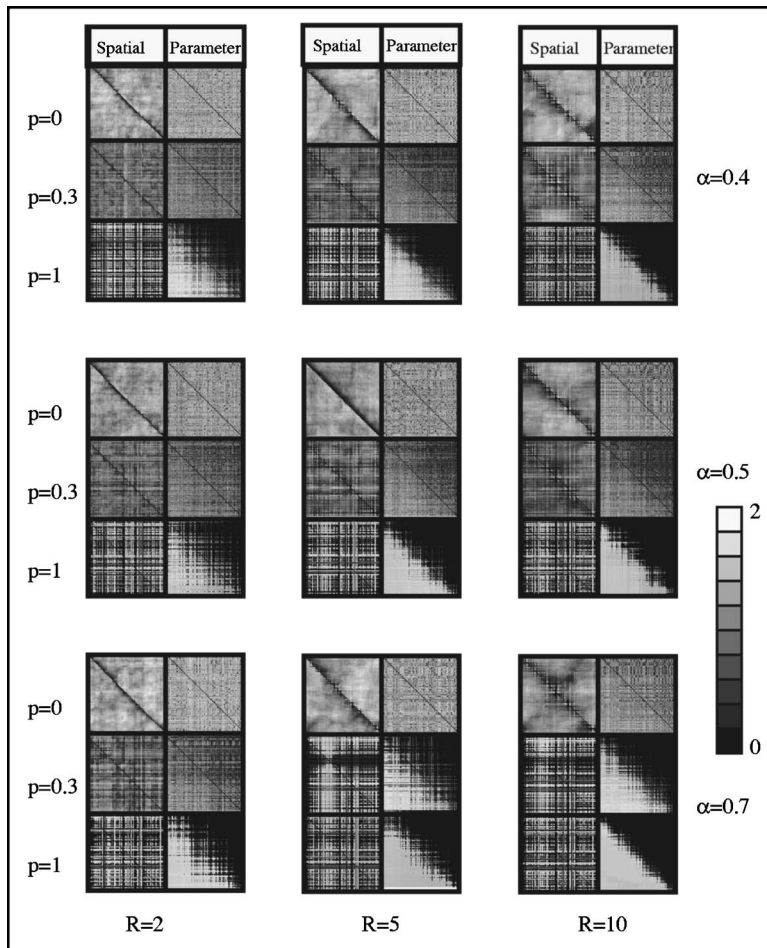 Spatial Parameter Spatial Parameter Spatial Parameter
p=0
p=0.3 α=0.4
p=1
p=0
p=0.3 α=0.5
2
p=1
p=0
0
p=0.3
α=0.7
p=1
R=2 R=5 R=10